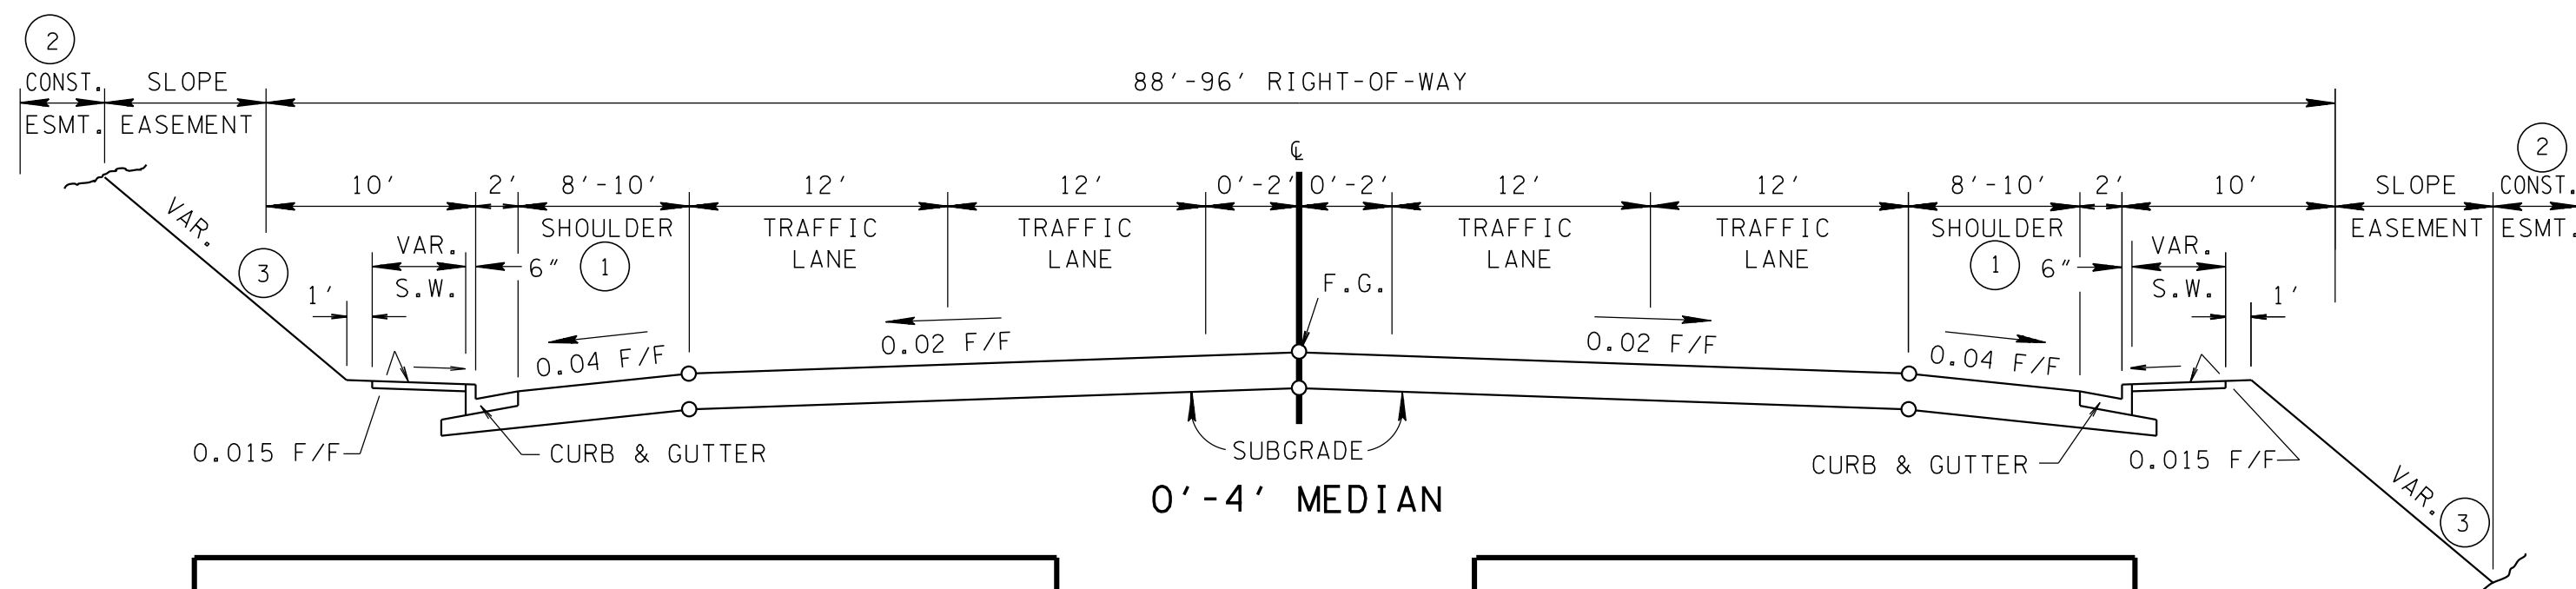 2
CONST.
ESMT.
SLOPE
EASEMENT
88'-96' RIGHT-OF-WAY
℄
2
10'
2'
8'-10'
SHOULDER
12'
TRAFFIC
LANE
12'
TRAFFIC
LANE
0'-2'
0'-2'
12'
TRAFFIC
LANE
12'
TRAFFIC
LANE
8'-10'
SHOULDER
2'
10'
SLOPE
EASEMENT
CONST.
ESMT.
VAR.
3
VAR.
S.W.
6"
1
1'
F.G.
1
6"
VAR.
S.W.
1'
0.04 F/F
0.02 F/F
0.02 F/F
0.04 F/F
0.015 F/F
CURB & GUTTER
SUBGRADE
CURB & GUTTER
0.015 F/F
VAR.
3
0'-4' MEDIAN